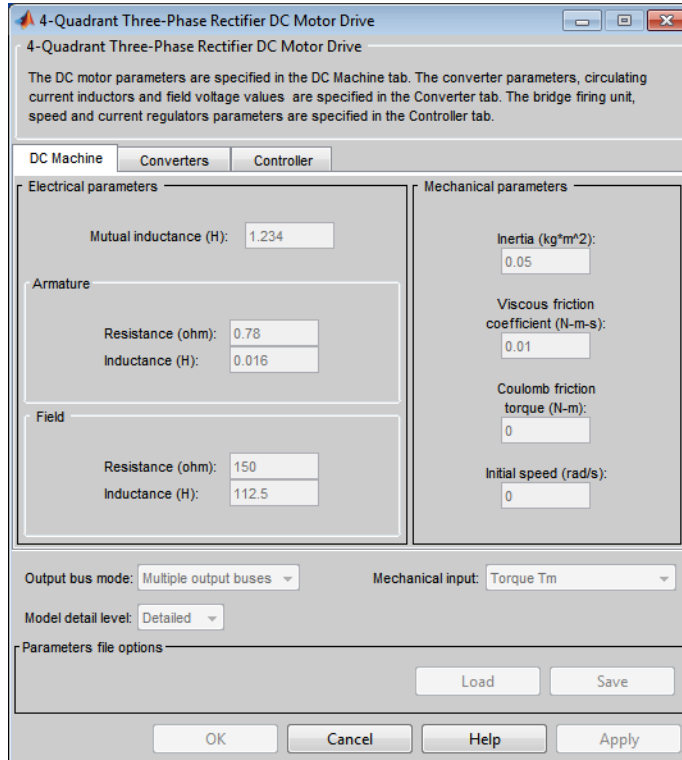 4-Quadrant Three-Phase Rectifier DC Motor Drive
4-Quadrant Three-Phase Rectifier DC Motor Drive
The DC motor parameters are specified in the DC Machine tab. The converter parameters, circulating
current inductors and field voltage values  are specified in the Converter tab. The bridge firing unit,
speed and current regulators parameters are specified in the Controller tab.
DC Machine Converters Controller
Electrical parameters
Mutual inductance (H): 1.234
Armature
Resistance (ohm): 0.78
Inductance (H): 0.016
Field
Resistance (ohm): 150
Inductance (H): 112.5
Mechanical parameters
Inertia (kg*m^2):
0.05
Viscous friction
coefficient (N-m-s):
0.01
Coulomb friction
torque (N-m):
0
Initial speed (rad/s):
0
Output bus mode: Multiple output buses Mechanical input: Torque Tm
Model detail level: Detailed
Parameters file options
Load Save
OK Cancel Help Apply